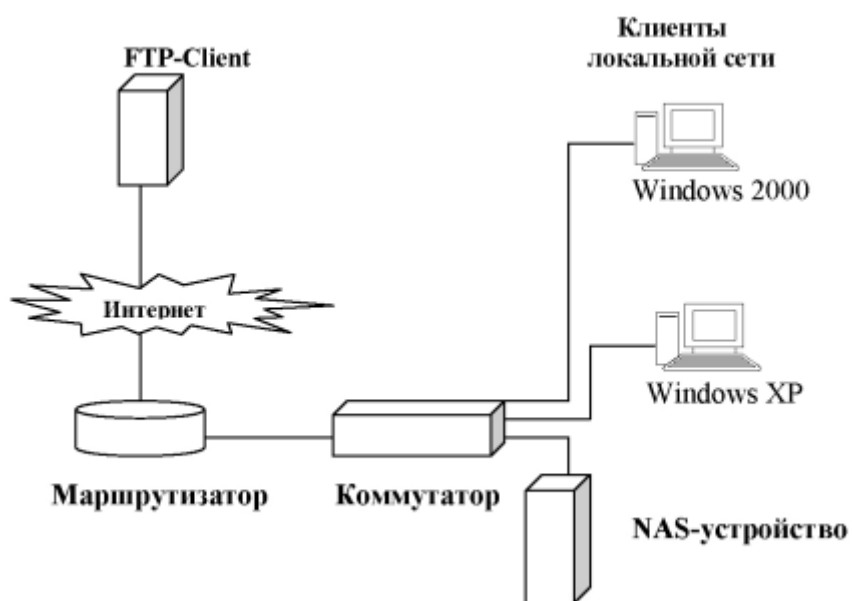 FTP-Client
Клиенты
локальной сети
Windows 2000
Интернет
Windows XP
Маршрутизатор
Коммутатор
NAS-устройство